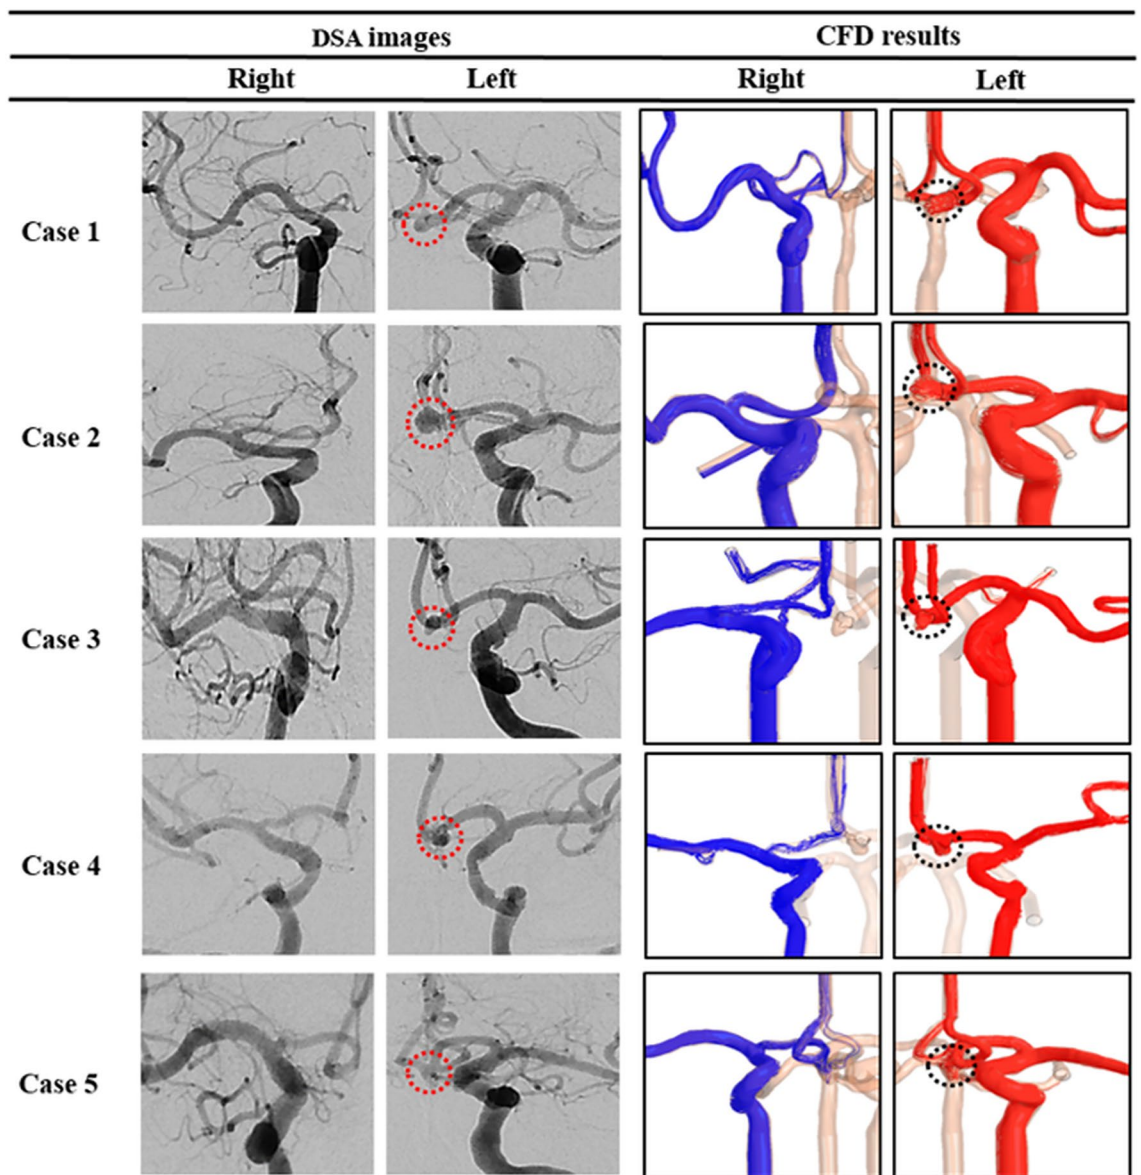 DSA images CFD results
Right Left Right Left
Case 1
Case 2
Case 3
Case 4
Case 5